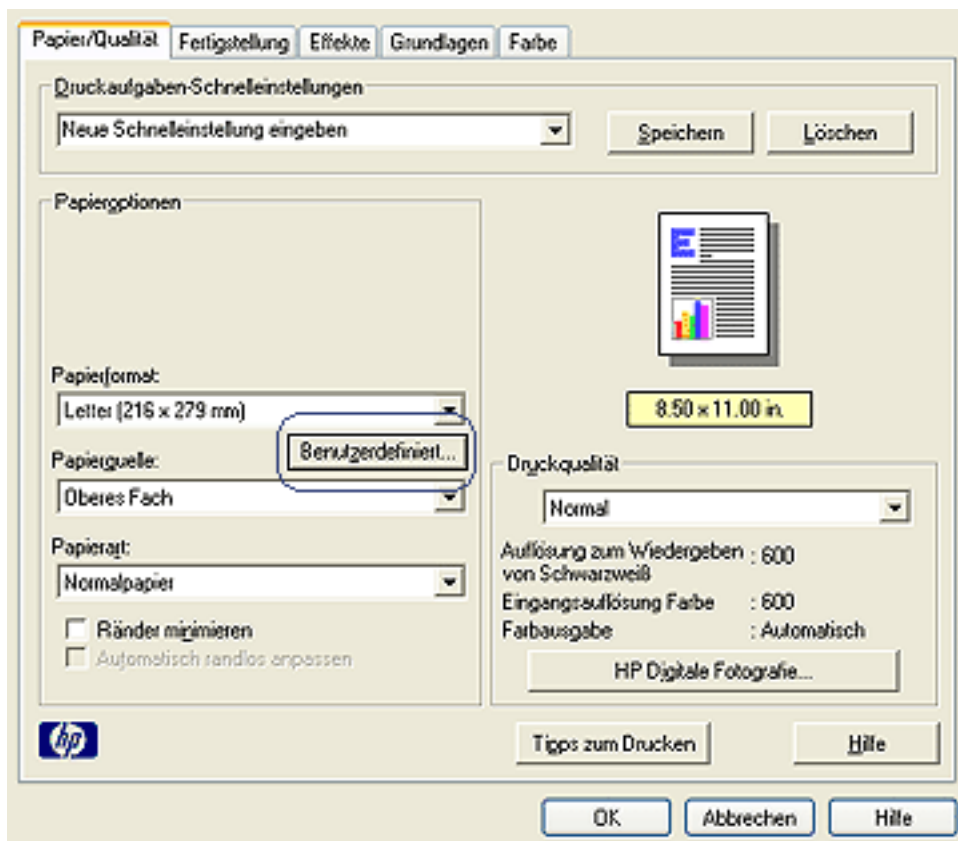 Papier/Qualität Fertigstellung Effekte Grundlagen Farbe
Druckaufgaben-Schnelleinstellungen
Neue Schnelleinstellung eingeben Speichern Löschen
Papieroptionen
E
Papierformat:
Letter (216 x 279 mm)
8.50 x 11.00 in.
Benutzerdefiniert...
Papierquelle:
Oberes Fach
Druckqualität
Normal
Papierart:
Normalpapier
Auflösung zum Wiedergeben : 600
von Schwarzweiß
Eingangsauflösung Farbe : 600
Farbausgabe : Automatisch
Ränder minimieren
Automatisch randlos anpassen
HP Digitale Fotografie...
hp
Tipps zum Drucken Hilfe
OK Abbrechen Hilfe